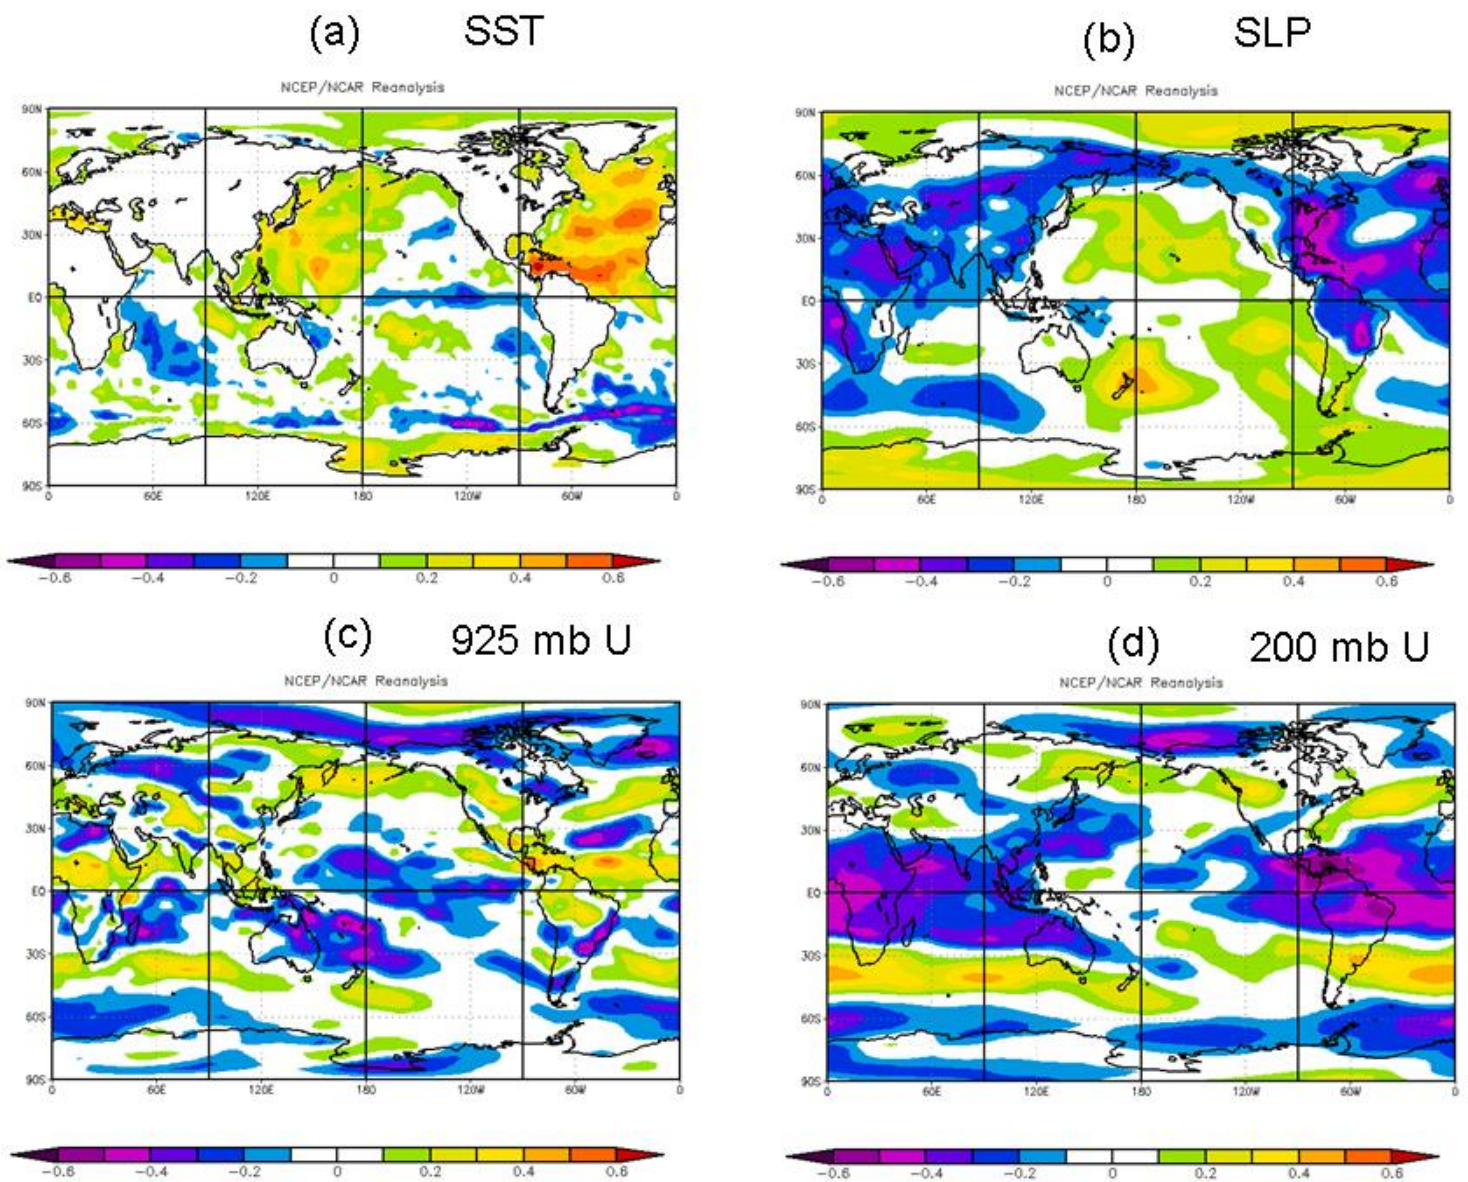 (a) SST
NCEP/NCAR Reanalysis
90N
60N
30N
EQ
30S
60S
90S
0 60E 120E 180 120W 60W 0
-0.6 -0.4 -0.2 0 0.2 0.4 0.6
(b) SLP
NCEP/NCAR Reanalysis
90N
60N
30N
EQ
30S
60S
90S
0 60E 120E 180 120W 60W 0
-0.6 -0.4 -0.2 0 0.2 0.4 0.6
(c) 925 mb U
NCEP/NCAR Reanalysis
90N
60N
30N
EQ
30S
60S
90S
0 60E 120E 180 120W 60W 0
-0.6 -0.4 -0.2 0 0.2 0.4 0.6
(d) 200 mb U
NCEP/NCAR Reanalysis
90N
60N
30N
EQ
30S
60S
90S
0 60E 120E 180 120W 60W 0
-0.6 -0.4 -0.2 0 0.2 0.4 0.6